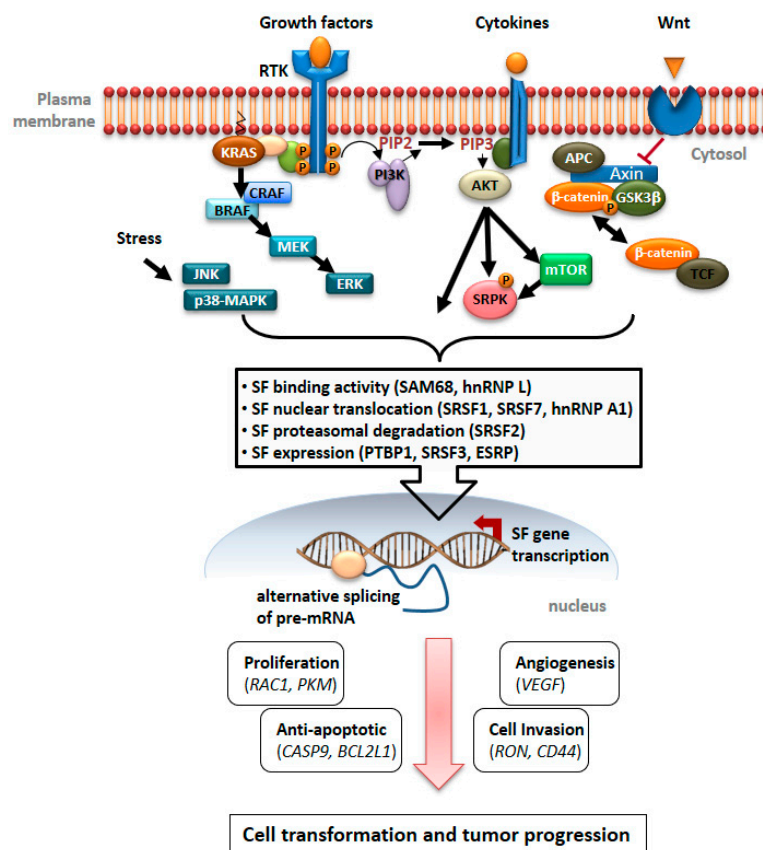 Growth factors
Cytokines
Wnt
RTK
Plasma
membrane
Cytosol
KRAS
P
P
P
P
PIP2
PIP3
PI3K
AKT
APC
Axin
β-catenin
P
GSK3β
CRAF
BRAF
MEK
ERK
Stress
JNK
p38-MAPK
mTOR
P
SRPK
β-catenin
TCF
• SF binding activity (SAM68, hnRNP L)
• SF nuclear translocation (SRSF1, SRSF7, hnRNP A1)
• SF proteasomal degradation (SRSF2)
• SF expression (PTBP1, SRSF3, ESRP)
SF gene
transcription
alternative splicing
of pre-mRNA
nucleus
Proliferation
(RAC1, PKM)
Angiogenesis
(VEGF)
Anti-apoptotic
(CASP9, BCL2L1)
Cell Invasion
(RON, CD44)
Cell transformation and tumor progression